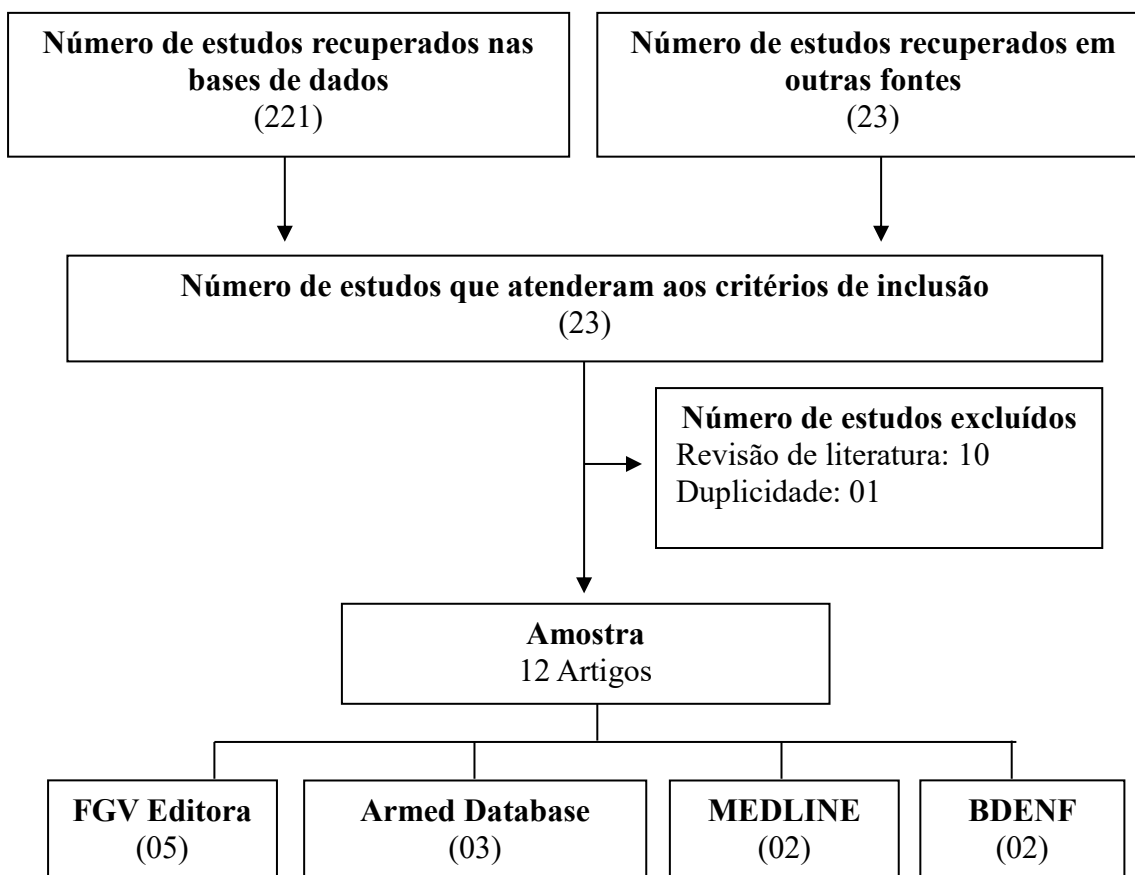 Número de estudos recuperados nas
bases de dados
(221)
Número de estudos recuperados em
outras fontes
(23)
Número de estudos que atenderam aos critérios de inclusão
(23)
Número de estudos excluídos
Revisão de literatura: 10
Duplicidade: 01
Amostra
12 Artigos
FGV Editora
(05)
Armed Database
(03)
MEDLINE
(02)
BDENF
(02)